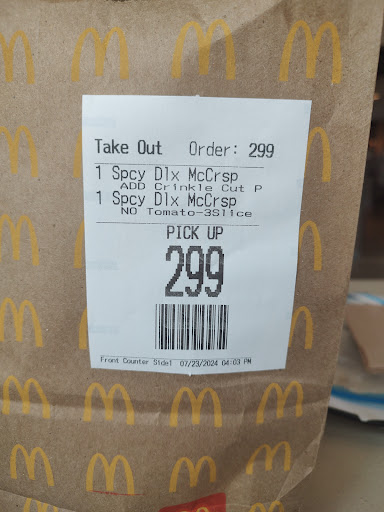 Take Out Order: 299
1 Spcy Dlx McCrsp
ADD Crinkle Cut P
1 Spcy Dlx McCrsp
NO Tomato-3Slice
PICK UP
299
Front Counter Side1 07/23/2024 04:03 PM